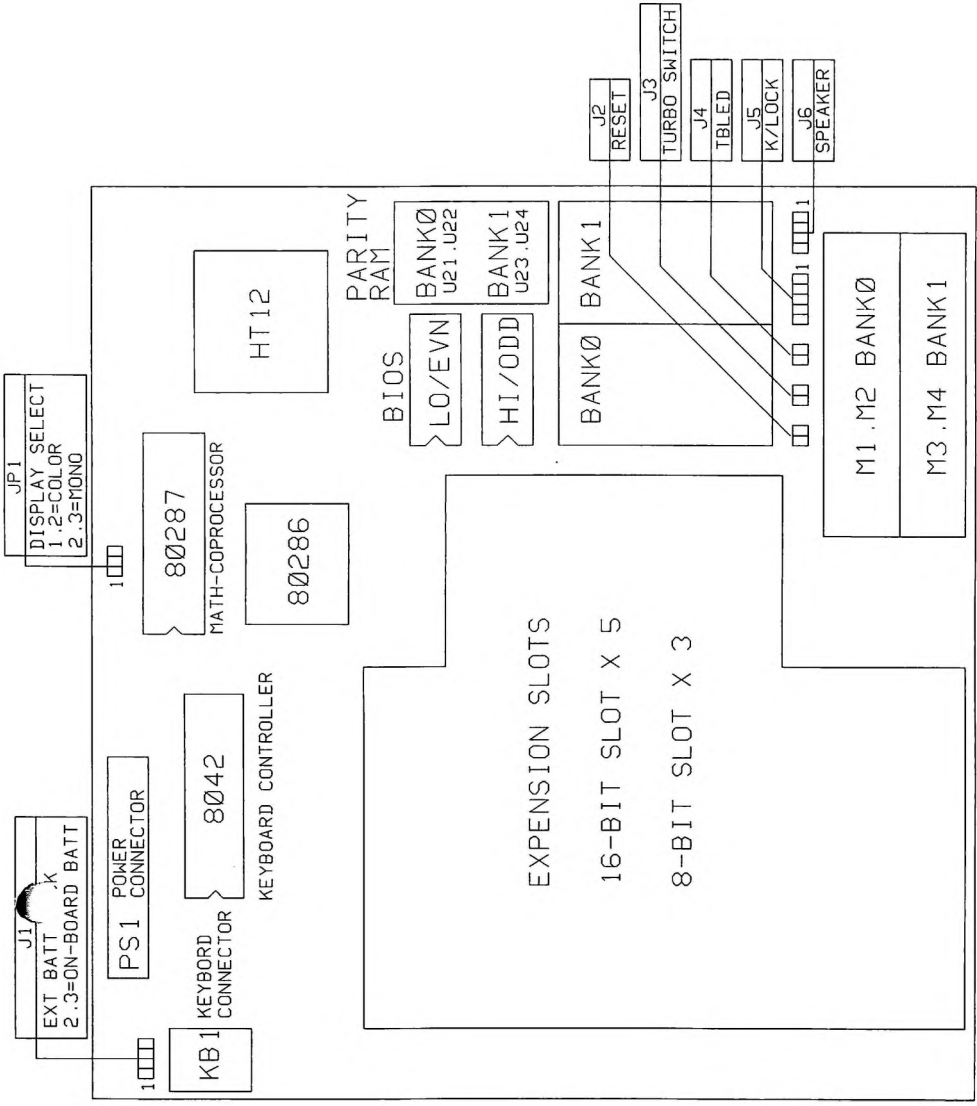 J1
EXT BATT
2.3=ON-BOARD BATT
JP1
DISPLAY SELECT
1.2=COLOR
2.3=MONO
1
1
PS1
POWER
CONNECTOR
KB1
KEYBORD
CONNECTOR
8042
KEYBOARD CONTROLLER
80287
MATH-COPROCESSOR
80286
HT12
BIOS
LO/EVN
HI/ODD
PARITY
RAM
BANK0
U21.U22
BANK1
U23.U24
BANK0
BANK1
EXPENSION SLOTS
16-BIT SLOT X 5
8-BIT SLOT X 3
1
1
M1.M2 BANK0
M3.M4 BANK1
J2
RESET
J3
TURBO SWITCH
J4
TBLED
J5
K/LOCK
J6
SPEAKER